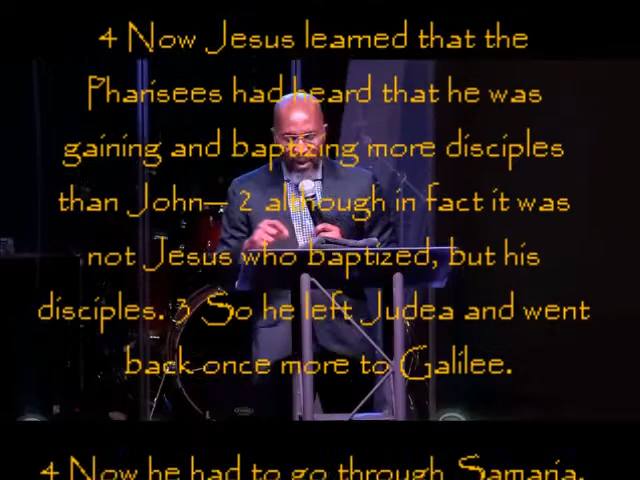 4 Now Jesus learned that the
Pharisees had heard that he was
gaining and baptizing more disciples
than John— 2 although in fact it was
not Jesus who baptized, but his
disciples. 3 So he left Judea and went
back once more to Galilee.
4 Now he had to go through Samaria.